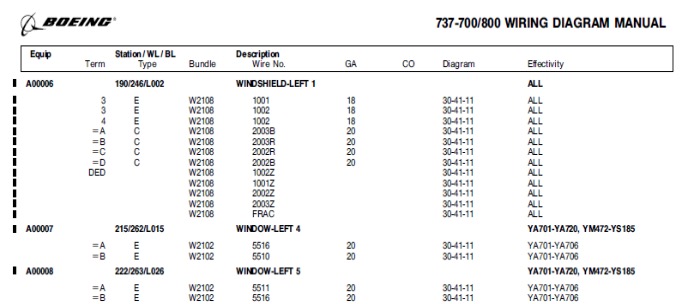 BOEING® 737-700/800 WIRING DIAGRAM MANUAL
Equip Station / WL / BL Description
Term Type Bundle Wire No. GA CO Diagram Effectivity
A00006 190/246/L002 WINDSHIELD-LEFT 1 ALL
3 E W2108 1001 18 30-41-11 ALL
3 E W2108 1002 18 30-41-11 ALL
4 E W2108 1002 18 30-41-11 ALL
=A C W2108 2003B 20 30-41-11 ALL
=B C W2108 2003R 20 30-41-11 ALL
=C C W2108 2002R 20 30-41-11 ALL
=D C W2108 2002B 20 30-41-11 ALL
DED W2108 1002Z 30-41-11 ALL
W2108 1001Z 30-41-11 ALL
W2108 2002Z 30-41-11 ALL
W2108 2003Z 30-41-11 ALL
W2108 FRAC 30-41-11 ALL
A00007 215/262/L015 WINDOW-LEFT 4 YA701-YA720, YM472-YS185
=A E W2102 5516 20 30-41-11 YA701-YA706
=B E W2102 5510 20 30-41-11 YA701-YA706
A00008 222/263/L026 WINDOW-LEFT 5 YA701-YA720, YM472-YS185
=A E W2102 5511 20 30-41-11 YA701-YA706
=B E W2102 5516 20 30-41-11 YA701-YA706